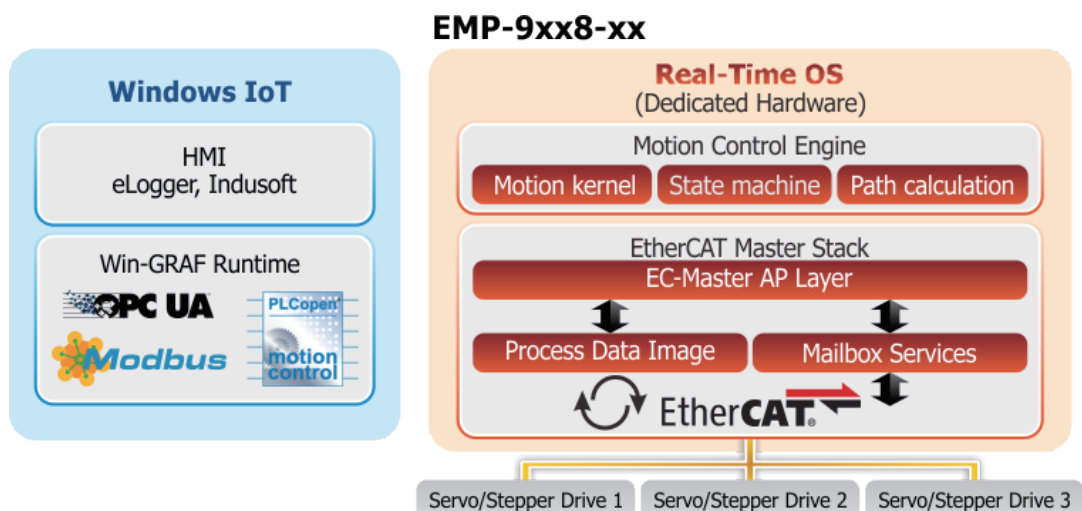 EMP-9xx8-xx
Windows IoT
HMI
eLogger, Indusoft
Win-GRAF Runtime
OPC UA
PLCopen®
Modbus
motion
control
Real-Time OS
(Dedicated Hardware)
Motion Control Engine
Motion kernel
State machine
Path calculation
EtherCAT Master Stack
EC-Master AP Layer
Process Data Image
Mailbox Services
EtherCAT®
Servo/Stepper Drive 1
Servo/Stepper Drive 2
Servo/Stepper Drive 3